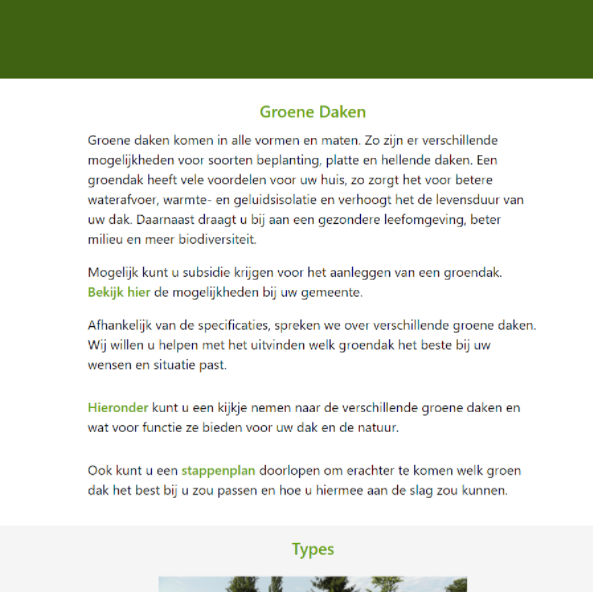 Groene Daken
Groene daken komen in alle vormen en maten. Zo zijn er verschillende
mogelijkheden voor soorten beplanting, platte en hellende daken. Een
groendak heeft vele voordelen voor uw huis, zo zorgt het voor betere
waterafvoer, warmte- en geluidsisolatie en verhoogt het de levensduur van
uw dak. Daarnaast draagt u bij aan een gezondere leefomgeving, beter
milieu en meer biodiversiteit.
Mogelijk kunt u subsidie krijgen voor het aanleggen van een groendak.
Bekijk hier de mogelijkheden bij uw gemeente.
Afhankelijk van de specificaties, spreken we over verschillende groene daken.
Wij willen u helpen met het uitvinden welk groendak het beste bij uw
wensen en situatie past.
Hieronder kunt u een kijkje nemen naar de verschillende groene daken en
wat voor functie ze bieden voor uw dak en de natuur.
Ook kunt u een stappenplan doorlopen om erachter te komen welk groen
dak het best bij u zou passen en hoe u hiermee aan de slag zou kunnen.
Types